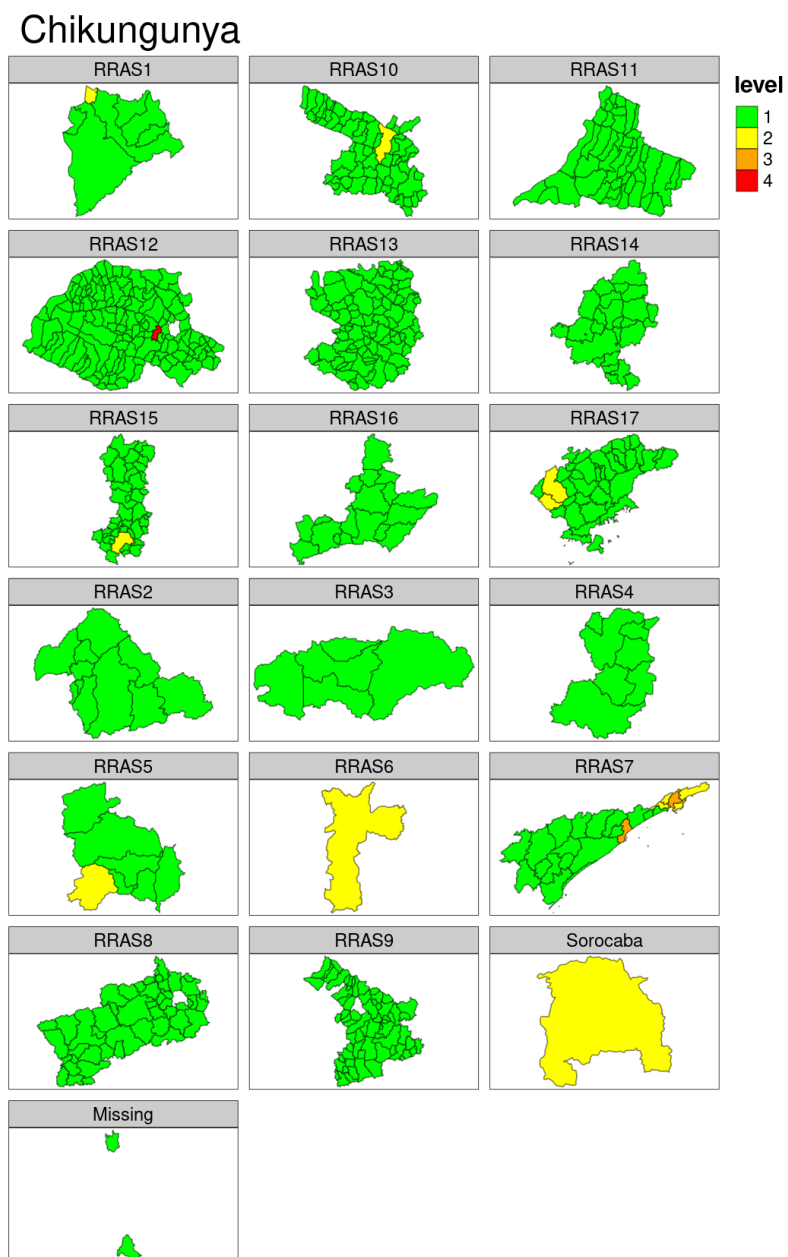 Chikungunya
RRAS1
RRAS10
RRAS11
level
1
2
3
4
RRAS12
RRAS13
RRAS14
RRAS15
RRAS16
RRAS17
RRAS2
RRAS3
RRAS4
RRAS5
RRAS6
RRAS7
RRAS8
RRAS9
Sorocaba
Missing